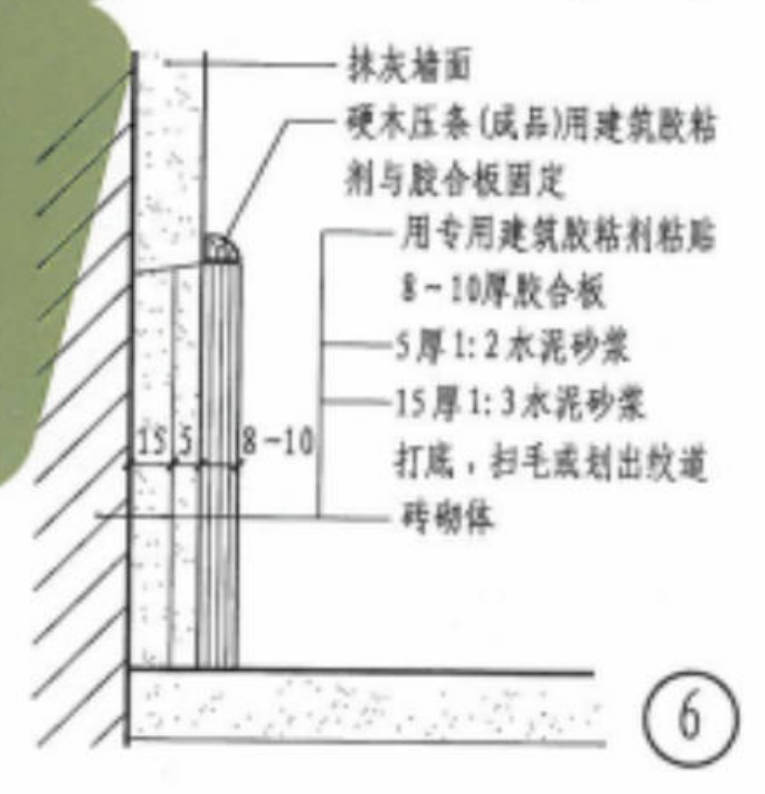 抹灰墙面
硬木压条(成品)用建筑胶粘
剂与胶合板固定
用专用建筑胶粘剂粘贴
8~10厚胶合板
5厚1:2水泥砂浆
15厚1:3水泥砂浆
15 5 8~10
打底,扫毛或划出纹道
砖砌体
6